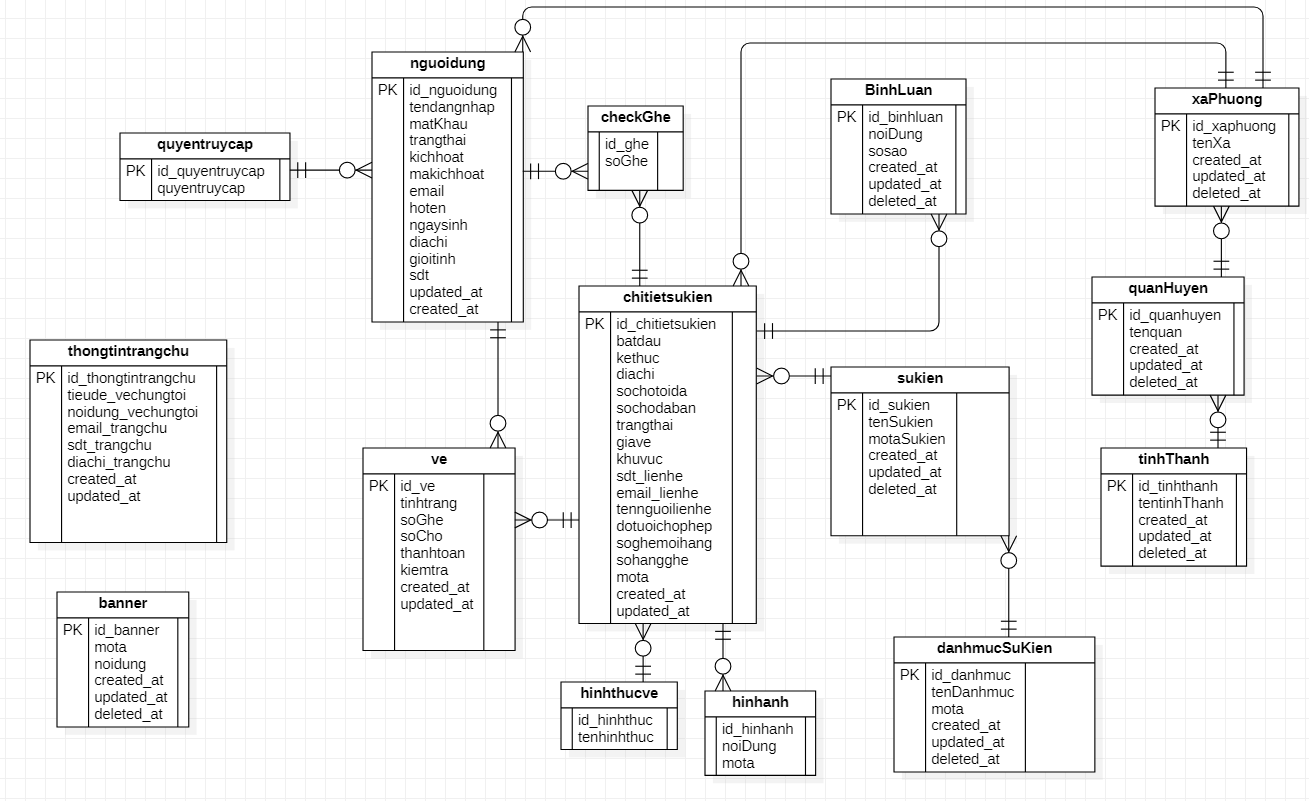 nguoidung
PK id_nguoidung
tendangnhap
matKhau
trangthai
kichhoat
makichhoat
email
hoten
ngaysinh
diachi
gioitinh
sdt
updated_at
created_at
quyentruycap
PK id_quyentruycap
quyentruycap
checkGhe
id_ghe
soGhe
BinhLuan
PK id_binhluan
noiDung
sosao
created_at
updated_at
deleted_at
xaPhuong
PK id_xaphuong
tenXa
created_at
updated_at
deleted_at
quanHuyen
PK id_quanhuyen
tenquan
created_at
updated_at
deleted_at
tinhThanh
PK id_tinhthanh
tentinhThanh
created_at
updated_at
deleted_at
chitietsukien
PK id_chitietsukien
batdau
kethuc
diachi
sochotoida
sochodaban
trangthai
giave
khuvuc
sdt_lienhe
email_lienhe
tennguoilienhe
dotuoichophep
soghemoihang
sohangghe
mota
created_at
updated_at
sukien
PK id_sukien
tenSukien
motaSukien
created_at
updated_at
deleted_at
thongtintrangchu
PK id_thongtintrangchu
tieude_vechungtoi
noidung_vechungtoi
email_trangchu
sdt_trangchu
diachi_trangchu
created_at
updated_at
ve
PK id_ve
tinhtrang
soGhe
soCho
thanhtoan
kiemtra
created_at
updated_at
banner
PK id_banner
mota
noidung
created_at
updated_at
deleted_at
hinhthucve
id_hinhthuc
tenhinhthuc
hinhanh
id_hinhanh
noiDung
mota
danhmucSuKien
PK id_danhmuc
tenDanhmuc
mota
created_at
updated_at
deleted_at